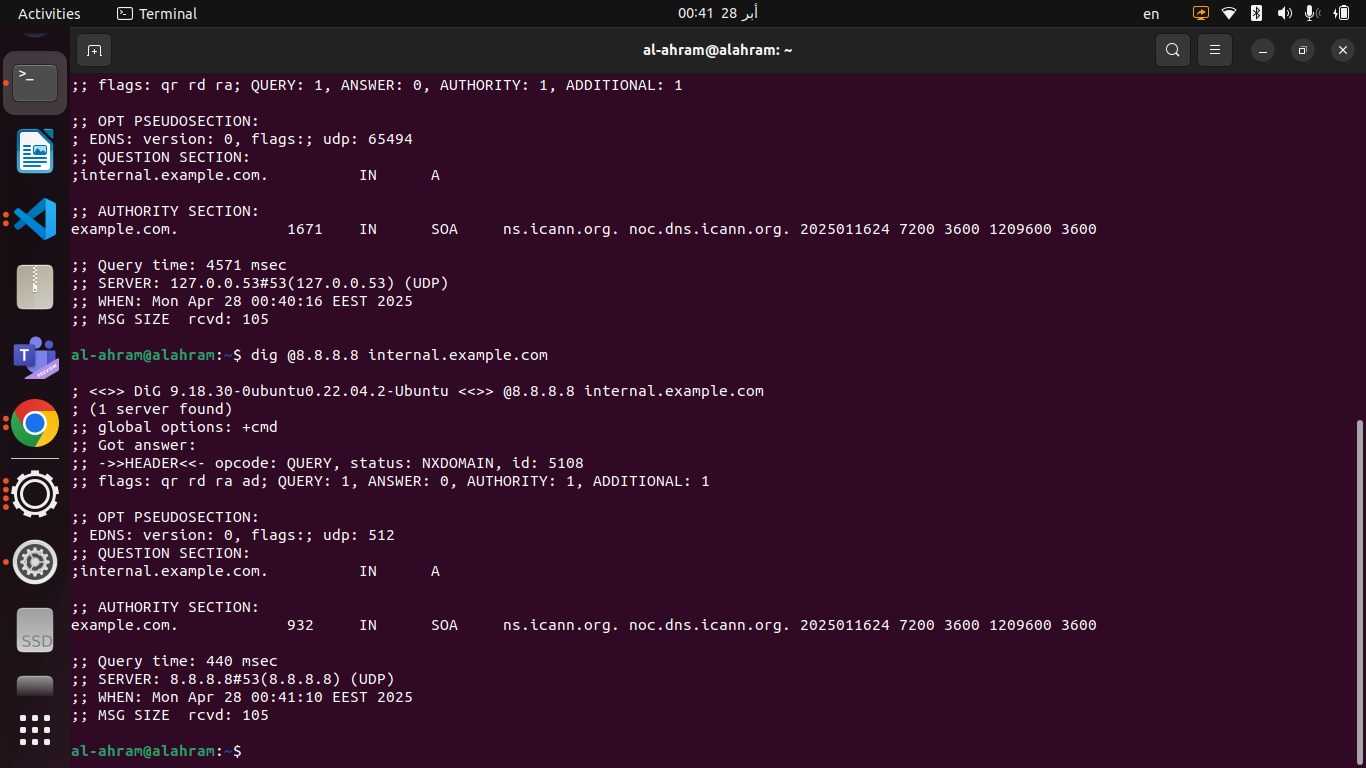 Activities
Terminal
00:41 28 أبر
en
al-ahram@alahram: ~
;; flags: qr rd ra; QUERY: 1, ANSWER: 0, AUTHORITY: 1, ADDITIONAL: 1
;; OPT PSEUDOSECTION:
; EDNS: version: 0, flags:; udp: 65494
;; QUESTION SECTION:
;internal.example.com. IN A
;; AUTHORITY SECTION:
example.com. 1671 IN SOA ns.icann.org. noc.dns.icann.org. 2025011624 7200 3600 1209600 3600
;; Query time: 4571 msec
;; SERVER: 127.0.0.53#53(127.0.0.53) (UDP)
;; WHEN: Mon Apr 28 00:40:16 EEST 2025
;; MSG SIZE rcvd: 105
al-ahram@alahram:~$ dig @8.8.8.8 internal.example.com
; <<>> DiG 9.18.30-0ubuntu0.22.04.2-Ubuntu <<>> @8.8.8.8 internal.example.com
; (1 server found)
;; global options: +cmd
;; Got answer:
;; ->>HEADER<<- opcode: QUERY, status: NXDOMAIN, id: 5108
;; flags: qr rd ra ad; QUERY: 1, ANSWER: 0, AUTHORITY: 1, ADDITIONAL: 1
;; OPT PSEUDOSECTION:
; EDNS: version: 0, flags:; udp: 512
;; QUESTION SECTION:
;internal.example.com. IN A
;; AUTHORITY SECTION:
example.com. 932 IN SOA ns.icann.org. noc.dns.icann.org. 2025011624 7200 3600 1209600 3600
;; Query time: 440 msec
;; SERVER: 8.8.8.8#53(8.8.8.8) (UDP)
;; WHEN: Mon Apr 28 00:41:10 EEST 2025
;; MSG SIZE rcvd: 105
al-ahram@alahram:~$
>_
T
PREVIEW
SSD